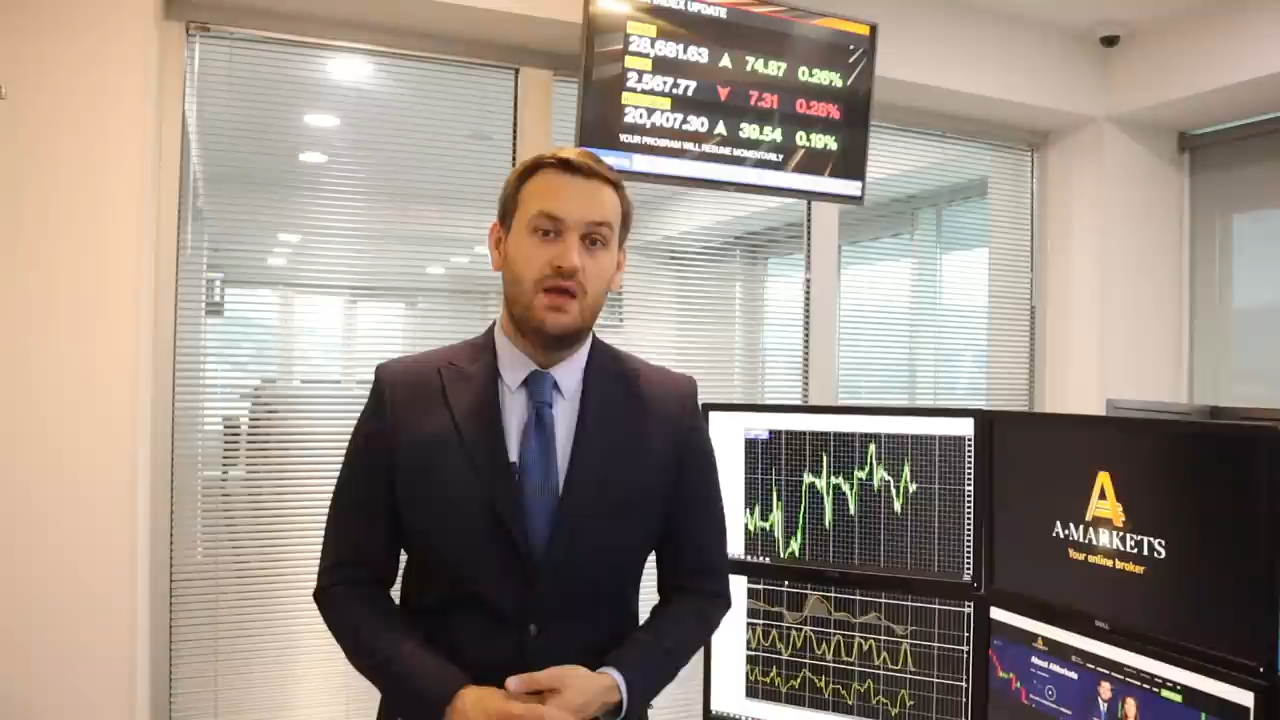 INDEX UPDATE
28,681.63 ▲ 74.87 0.26%
2,567.77 ▼ 7.31 0.28%
20,407.30 ▲ 39.54 0.19%
YOUR PROGRAM WILL RESUME MOMENTARILY
A·MARKETS
Your online broker
DELL
About AMarkets